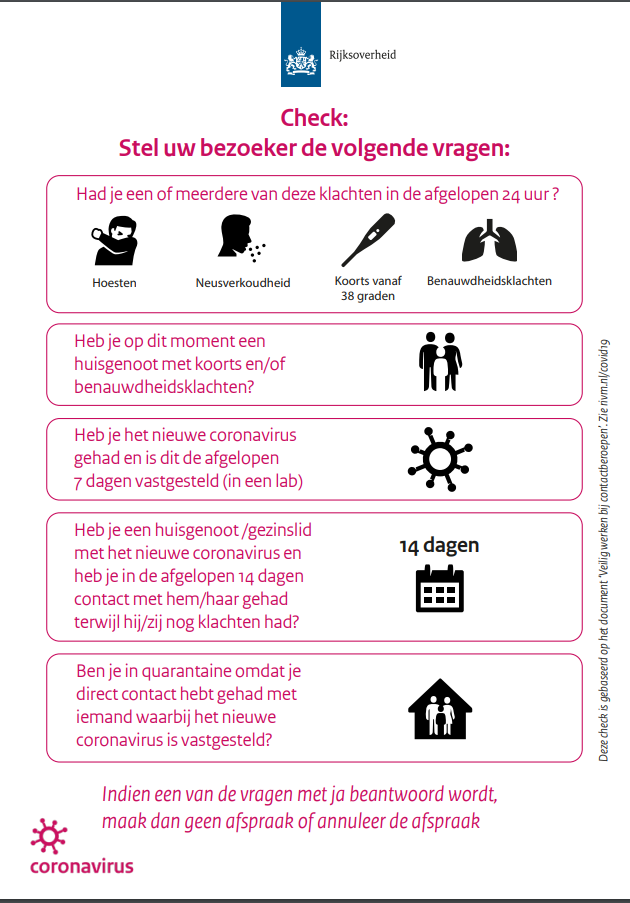 Rijksoverheid
Check:
Stel uw bezoeker de volgende vragen:
Had je een of meerdere van deze klachten in de afgelopen 24 uur ?
Hoesten
Neusverkoudheid
Koorts vanaf
38 graden
Benauwdheidsklachten
Heb je op dit moment een
huisgenoot met koorts en/of
benauwdheidsklachten?
Heb je het nieuwe coronavirus
gehad en is dit de afgelopen
7 dagen vastgesteld (in een lab)
Heb je een huisgenoot /gezinslid
met het nieuwe coronavirus en
heb je in de afgelopen 14 dagen
contact met hem/haar gehad
terwijl hij/zij nog klachten had?
14 dagen
Ben je in quarantaine omdat je
direct contact hebt gehad met
iemand waarbij het nieuwe
coronavirus is vastgesteld?
Deze check is gebaseerd op het document 'Veilig werken bij contactberoepen'. Zie rivm.nl/covid19
Indien een van de vragen met ja beantwoord wordt,
maak dan geen afspraak of annuleer de afspraak
coronavirus